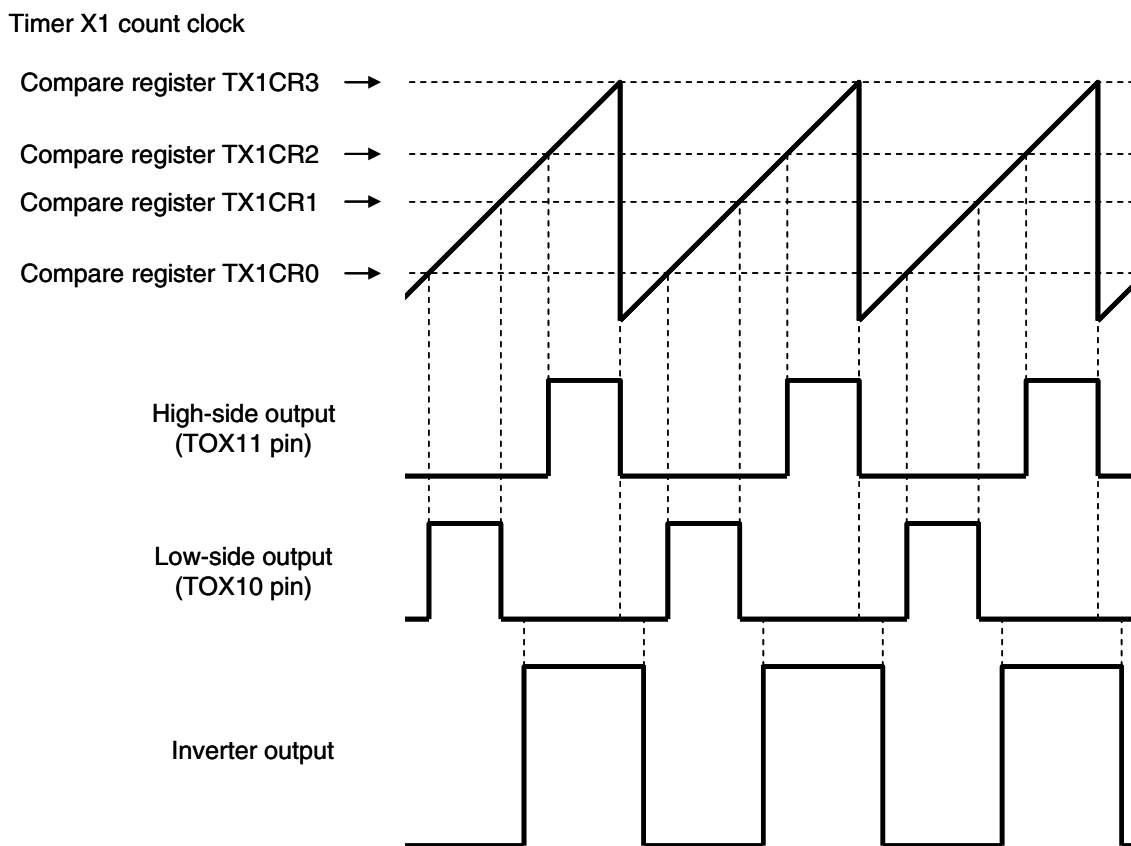 Timer X1 count clock
Compare register TX1CR3
Compare register TX1CR2
Compare register TX1CR1
Compare register TX1CR0
High-side output
(TOX11 pin)
Low-side output
(TOX10 pin)
Inverter output